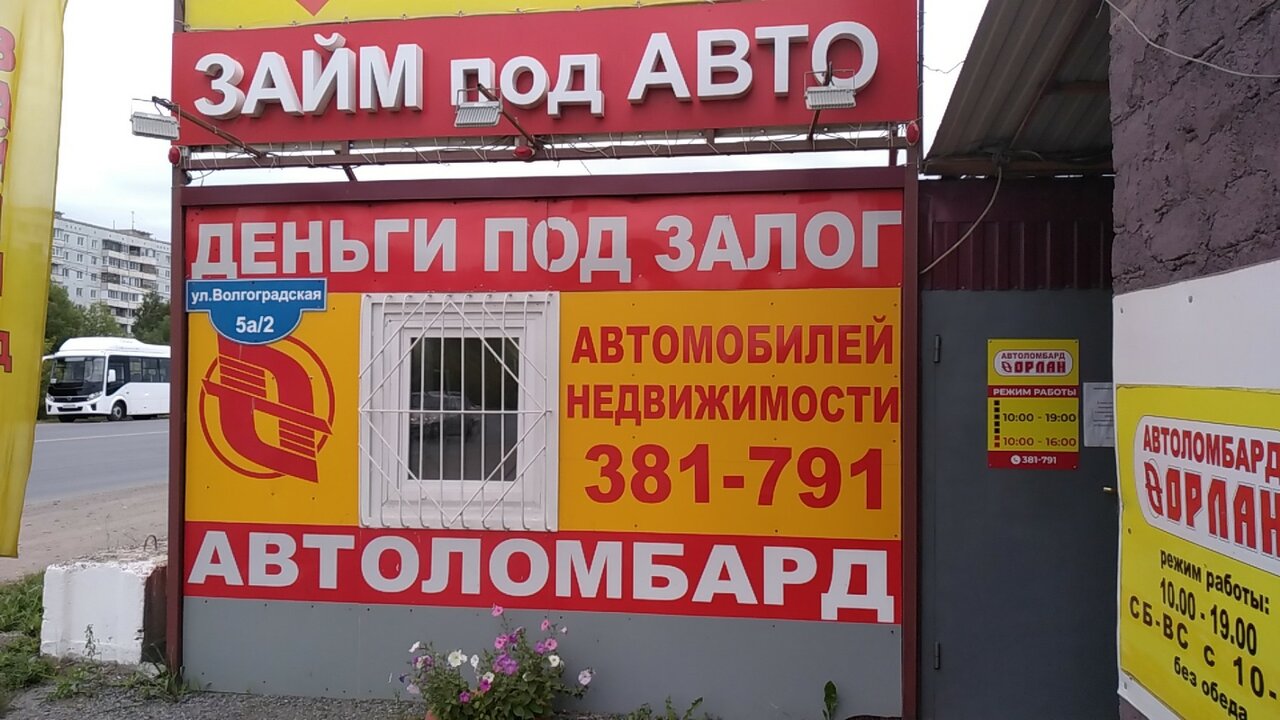 ЗАЙМ под АВТО
ДЕНЬГИ ПОД ЗАЛОГ
ул.Волгоградская
5а/2
АВТОМОБИЛЕЙ
НЕДВИЖИМОСТИ
381-791
АВТОЛОМБАРД
АВТОЛОМБАРД
ОРЛАН
РЕЖИМ РАБОТЫ
10:00 - 19:00
10:00 - 16:00
381-791
АВТОЛОМБАРД
ОРЛАН
режим работы:
10.00 - 19.00
СБ-ВС с 10-
без обеда